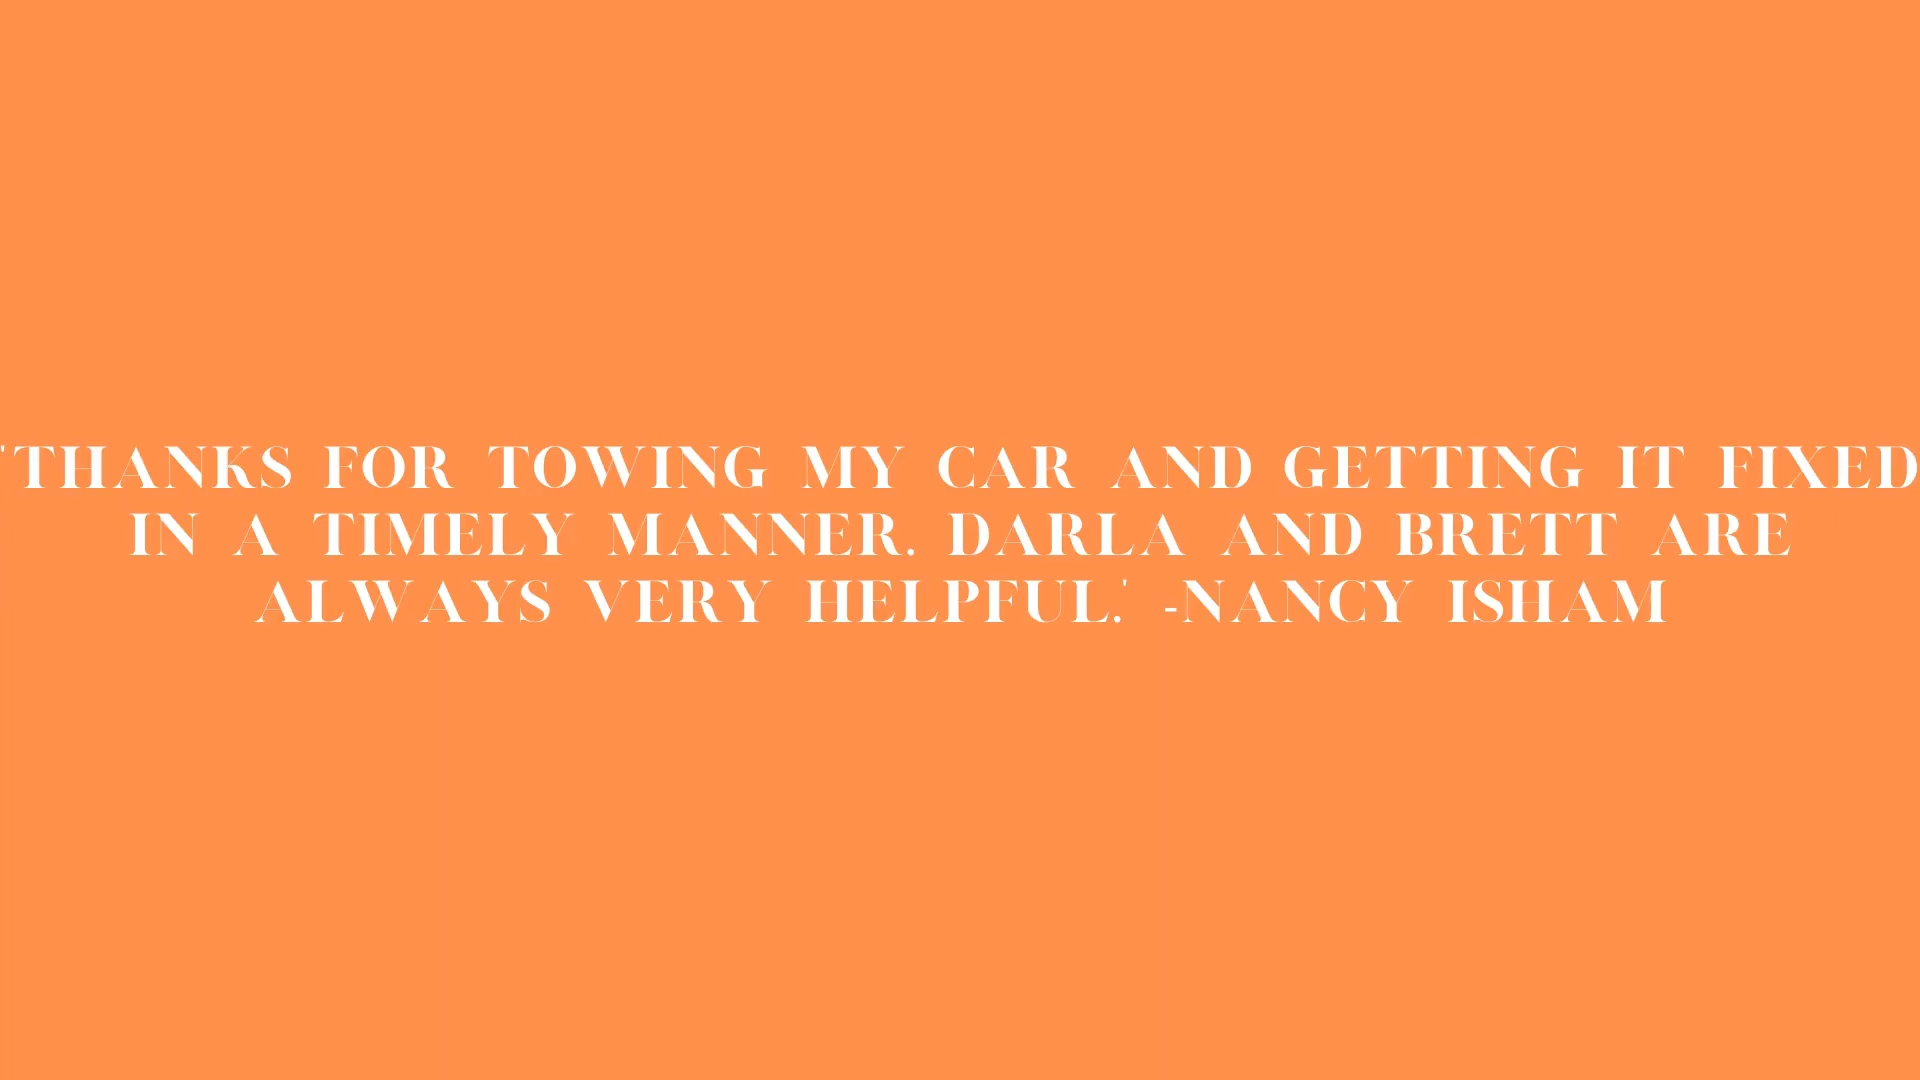 'THANKS FOR TOWING MY CAR AND GETTING IT FIXED
IN A TIMELY MANNER. DARLA AND BRETT ARE
ALWAYS VERY HELPFUL.' -NANCY ISHAM